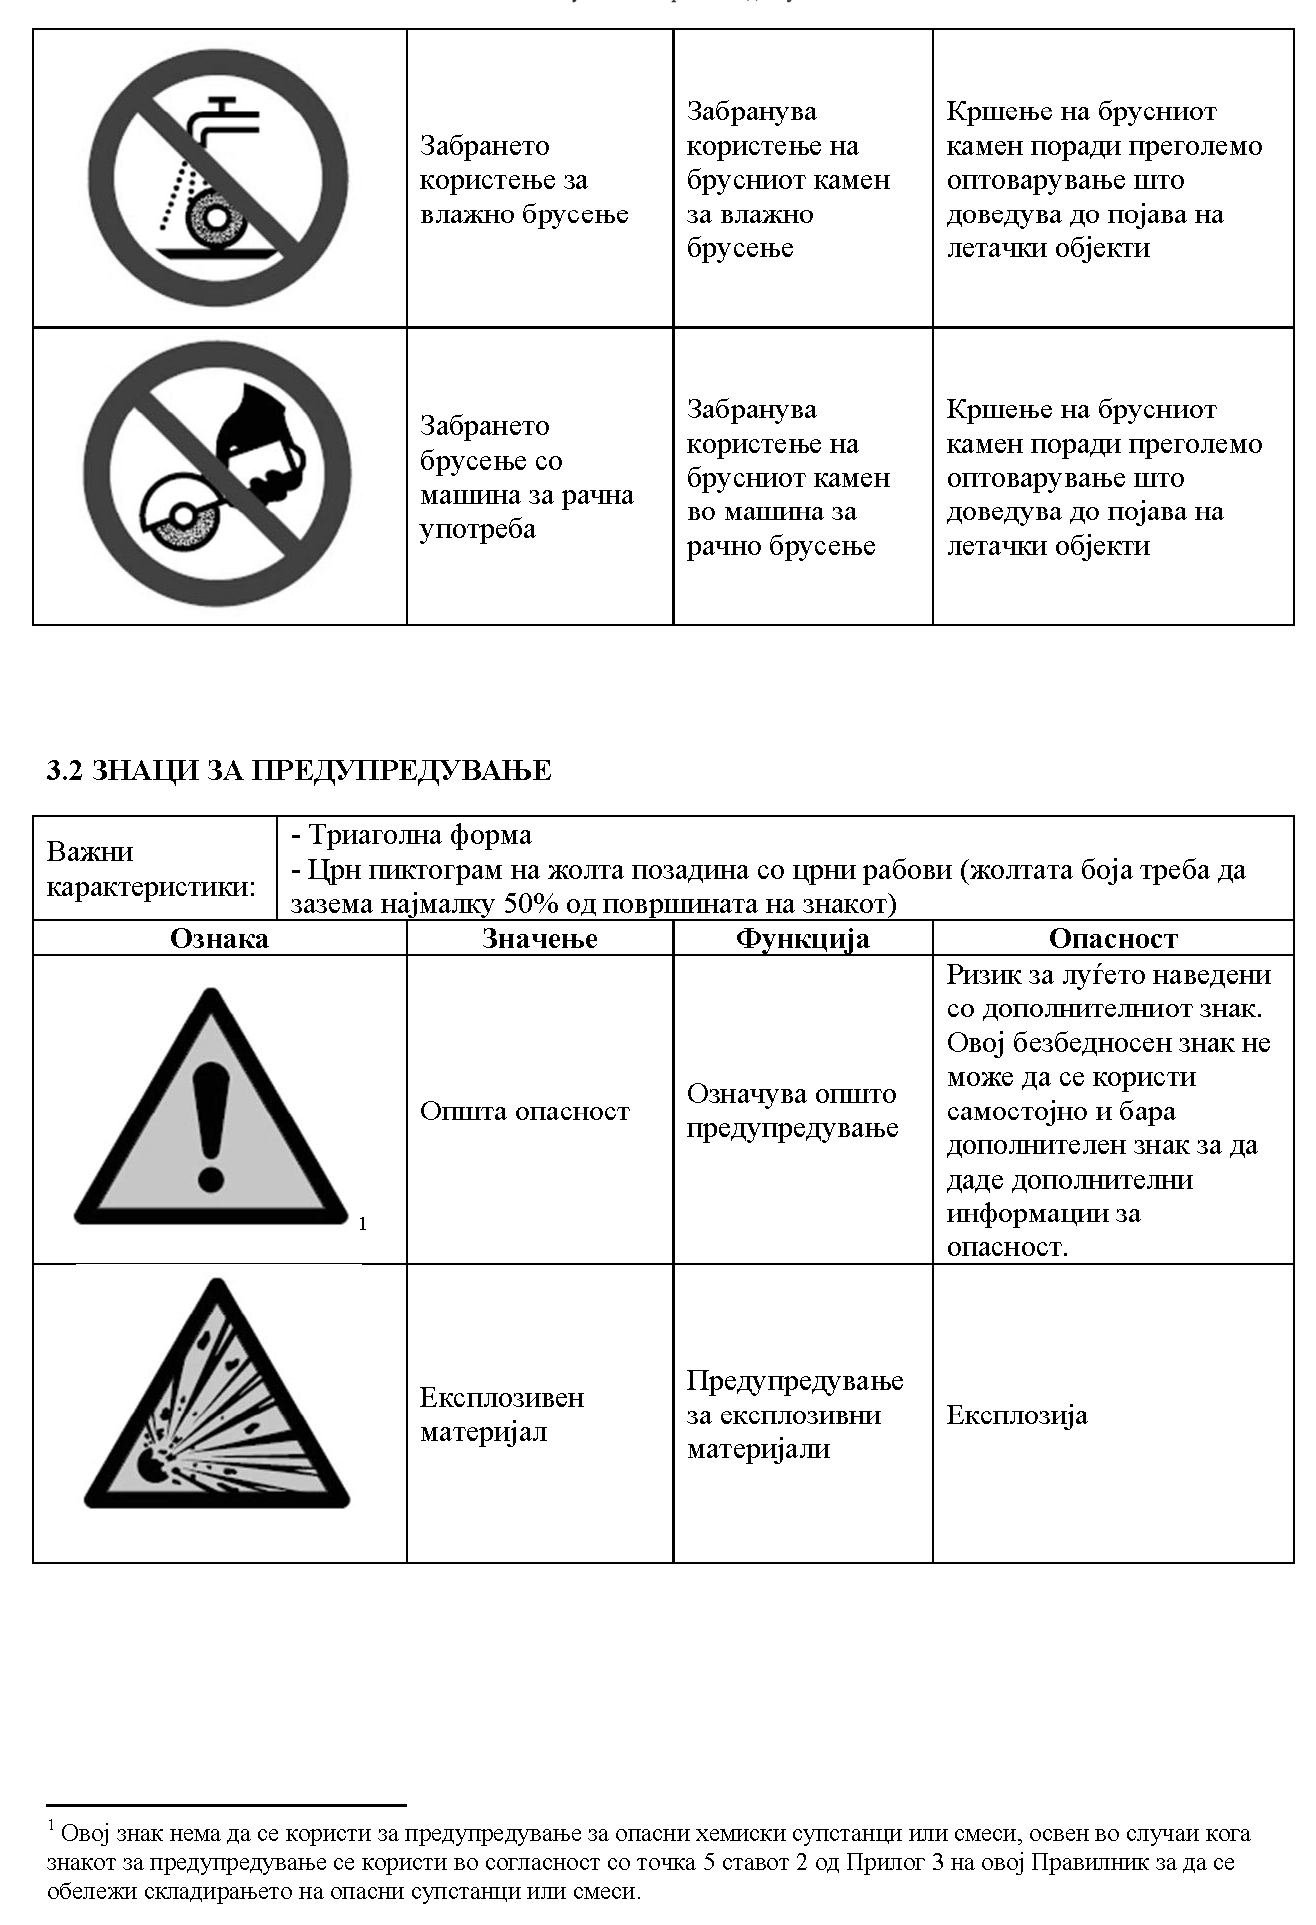 Забрането
користење за
влажно брусење
Забранува
користење на
брусниот камен
за влажно
брусење
Кршење на брусниот
камен поради преголемо
оптоварување што
доведува до појава на
летачки објекти
Забрането
брусење со
машина за рачна
употреба
Забранува
користење на
брусниот камен
во машина за
рачно брусење
Кршење на брусниот
камен поради преголемо
оптоварување што
доведува до појава на
летачки објекти
3.2 ЗНАЦИ ЗА ПРЕДУПРЕДУВАЊЕ
Важни
карактеристики:
- Триаголна форма
- Црн пиктограм на жолта позадина со црни рабови (жолтата боја треба да
зазема најмалку 50% од површината на знакот)
Ознака Значење Функција Опасност
1
Општа опасност
Означува општо
предупредување
Ризик за луѓето наведени
со дополнителниот знак.
Овој безбедносен знак не
може да се користи
самостојно и бара
дополнителен знак за да
даде дополнителни
информации за
опасност.
Експлозивен
материјал
Предупредување
за експлозивни
материјали
Експлозија
1 Овој знак нема да се користи за предупредување за опасни хемиски супстанци или смеси, освен во случаи кога
знакот за предупредување се користи во согласност со точка 5 ставот 2 од Прилог 3 на овој Правилник за да се
обележи складирањето на опасни супстанци или смеси.